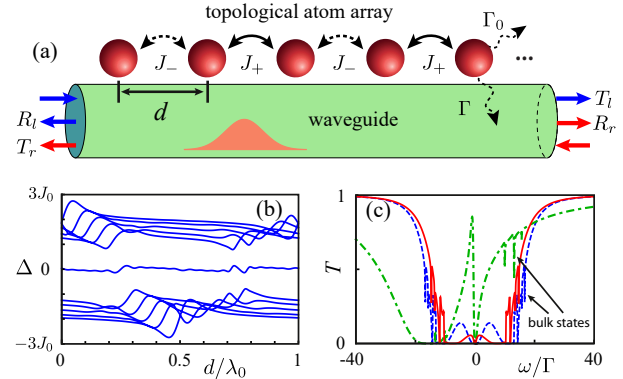 topological atom array
(a)
Γ₀
J₋ J₊ J₋ J₊ ...
d
Γ
waveguide
R_l
T_r
T_l
R_r
(b)
3J₀
Δ 0
−3J₀
0 0.5 1
d/λ₀
(c)
1
T
0
bulk states
-40 0 40
ω/Γ